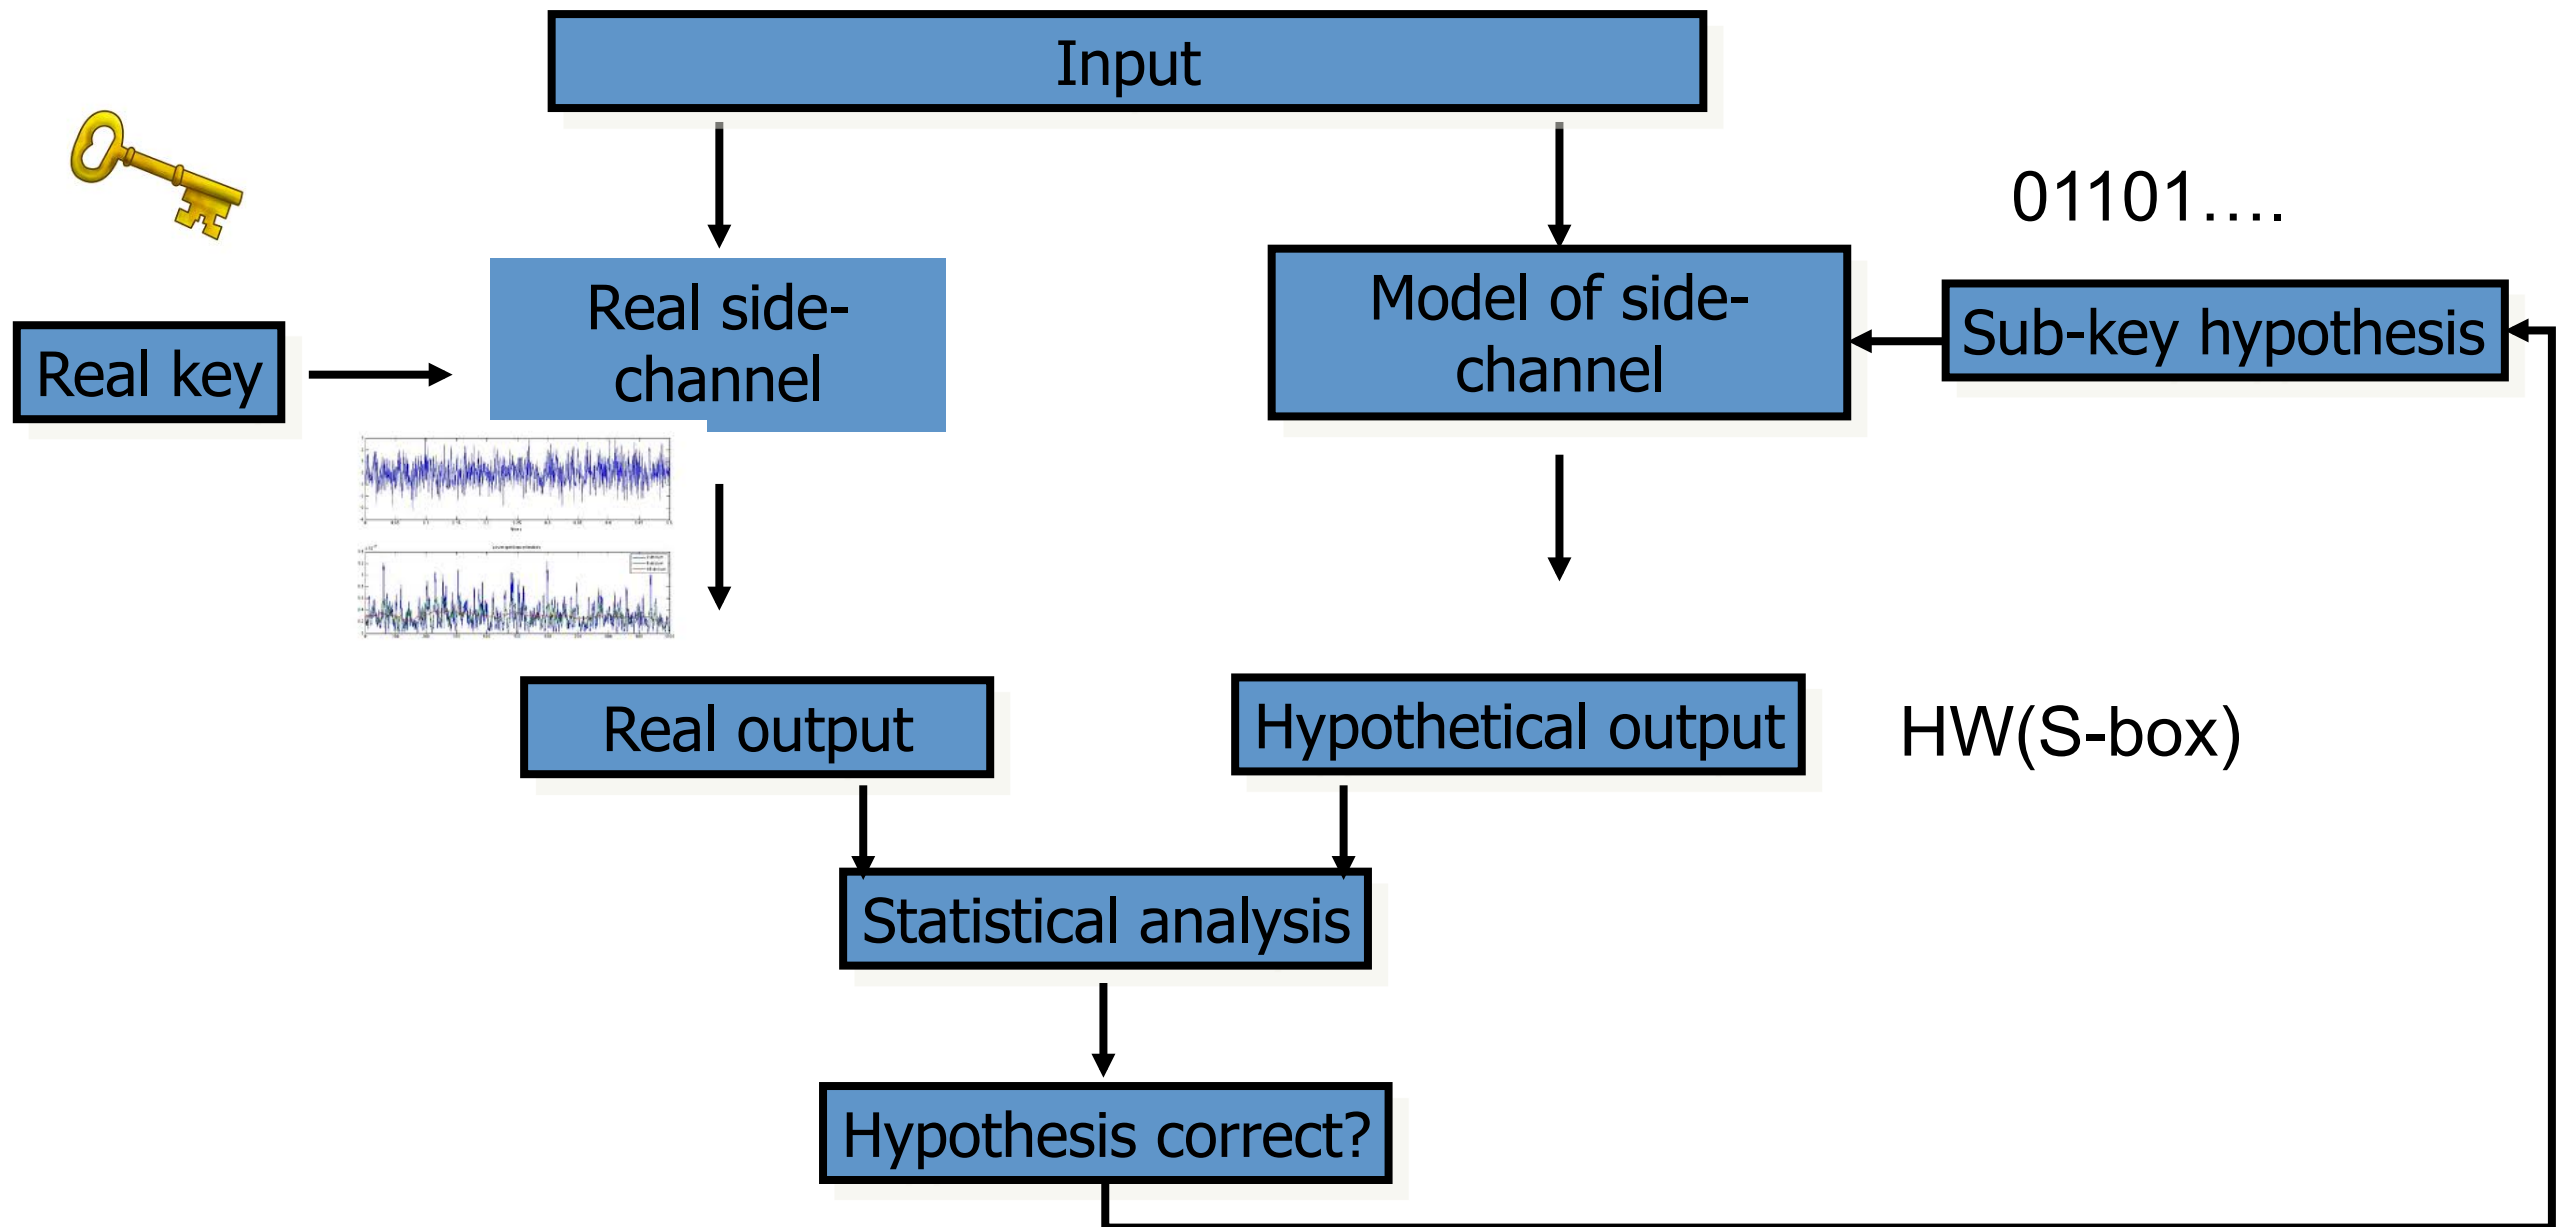 Input
01101....
Real side-
channel
Model of side-
channel
Sub-key hypothesis
Real key
Real output
Hypothetical output
HW(S-box)
Statistical analysis
Hypothesis correct?